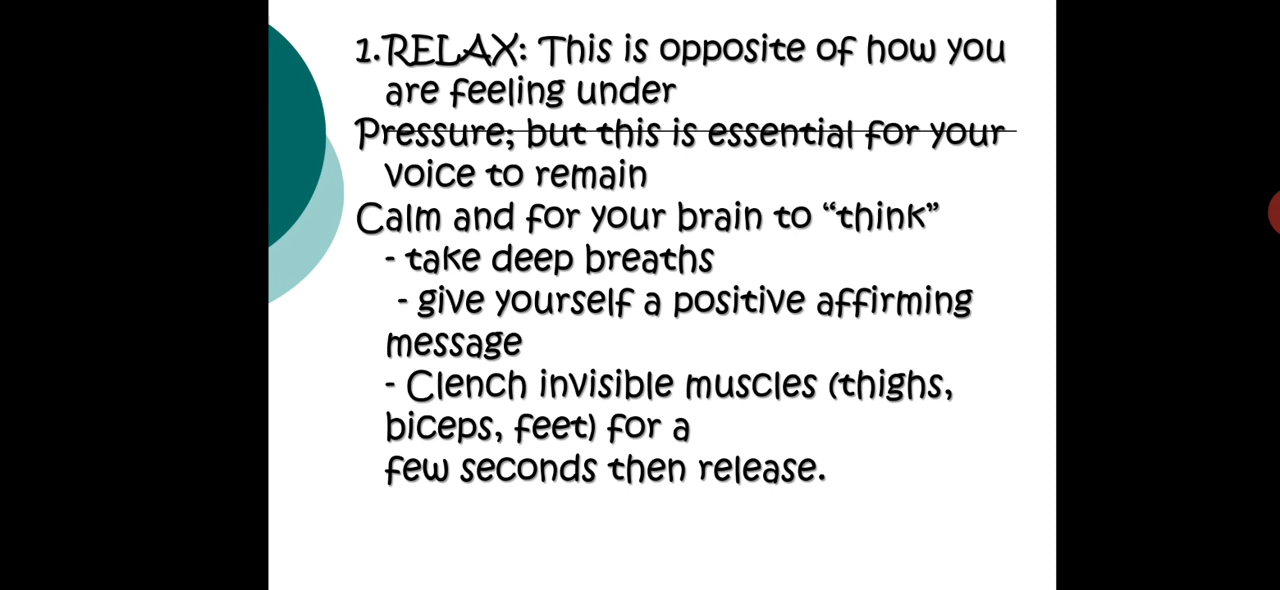 1.RELAX: This is opposite of how you
are feeling under
Pressure; but this is essential for your
voice to remain
Calm and for your brain to “think”
- take deep breaths
- give yourself a positive affirming
message
- Clench invisible muscles (thighs,
biceps, feet) for a
few seconds then release.